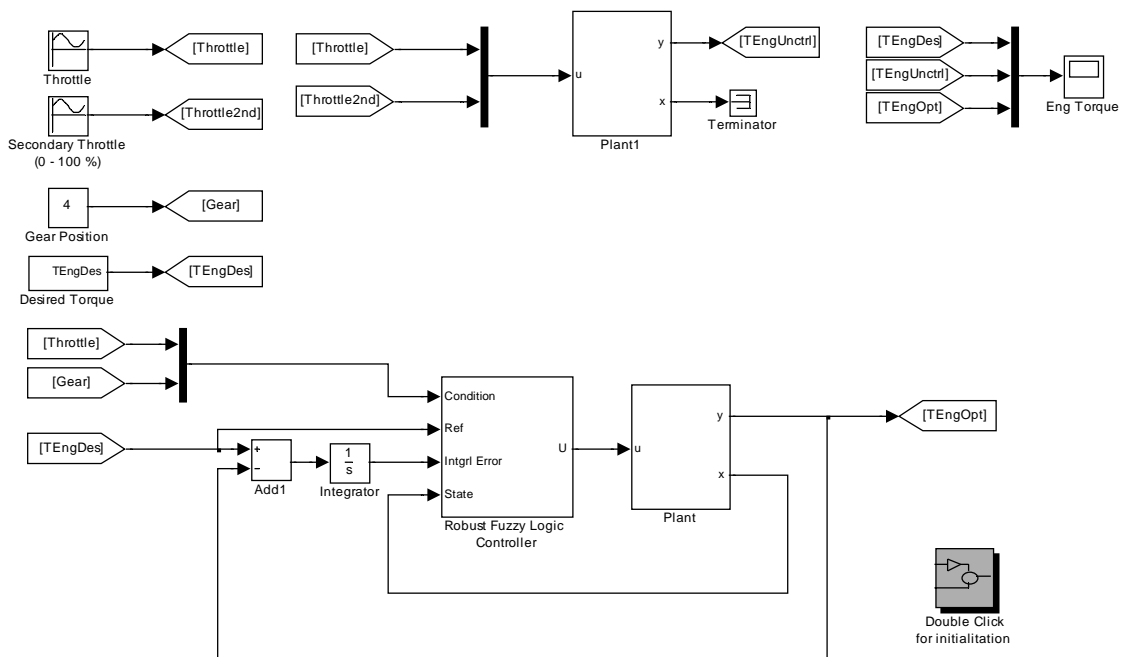 Throttle
[Throttle]
Secondary Throttle
(0 - 100 %)
[Throttle2nd]
4
Gear Position
[Gear]
TEngDes
Desired Torque
[TEngDes]
[Throttle]
[Throttle2nd]
u
y
x
Plant1
[TEngUnctrl]
Terminator
[TEngDes]
[TEngUnctrl]
[TEngOpt]
Eng Torque
[Throttle]
[Gear]
[TEngDes]
+
−
Add1
1
s
Integrator
Condition
Ref
Intgrl Error
State
U
Robust Fuzzy Logic
Controller
u
y
x
Plant
[TEngOpt]
Double Click
for initialitation